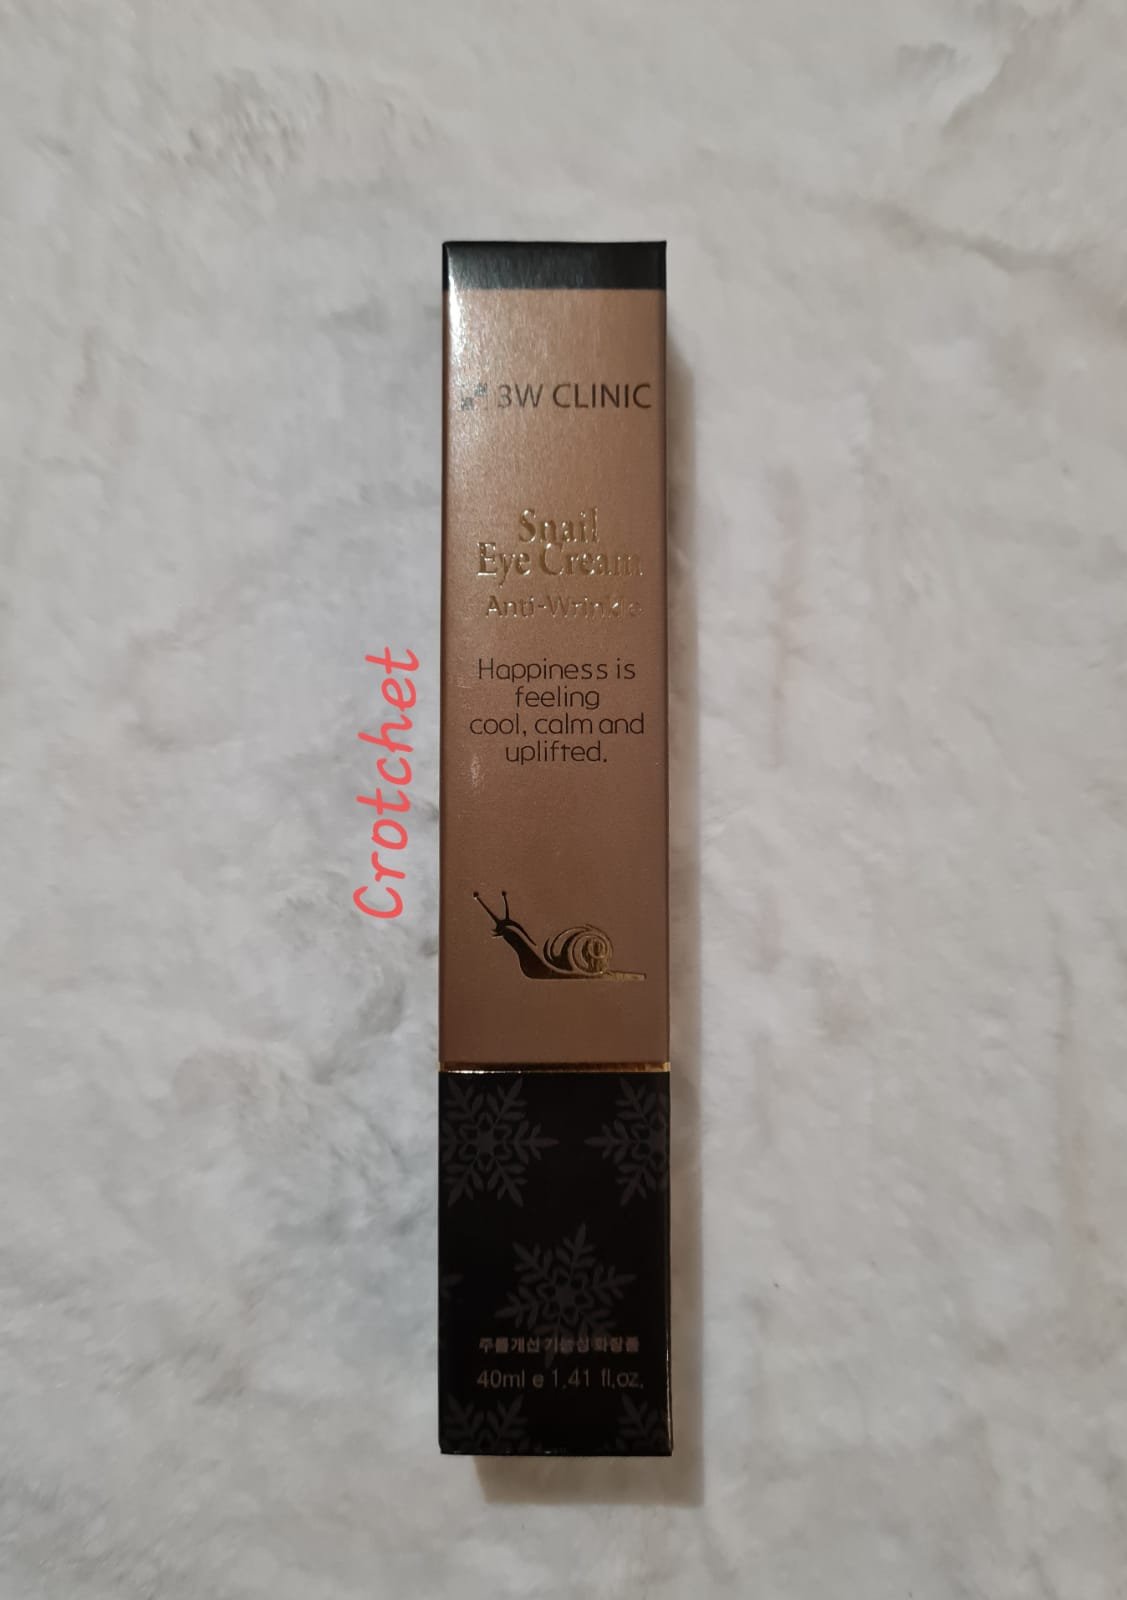 3W CLINIC
Snail
Eye Cream
Anti-Wrinkle
Happiness is
feeling
cool, calm and
uplifted.
Crotchet
주름개선 기능성 화장품
40ml e 1.41 fl.oz.